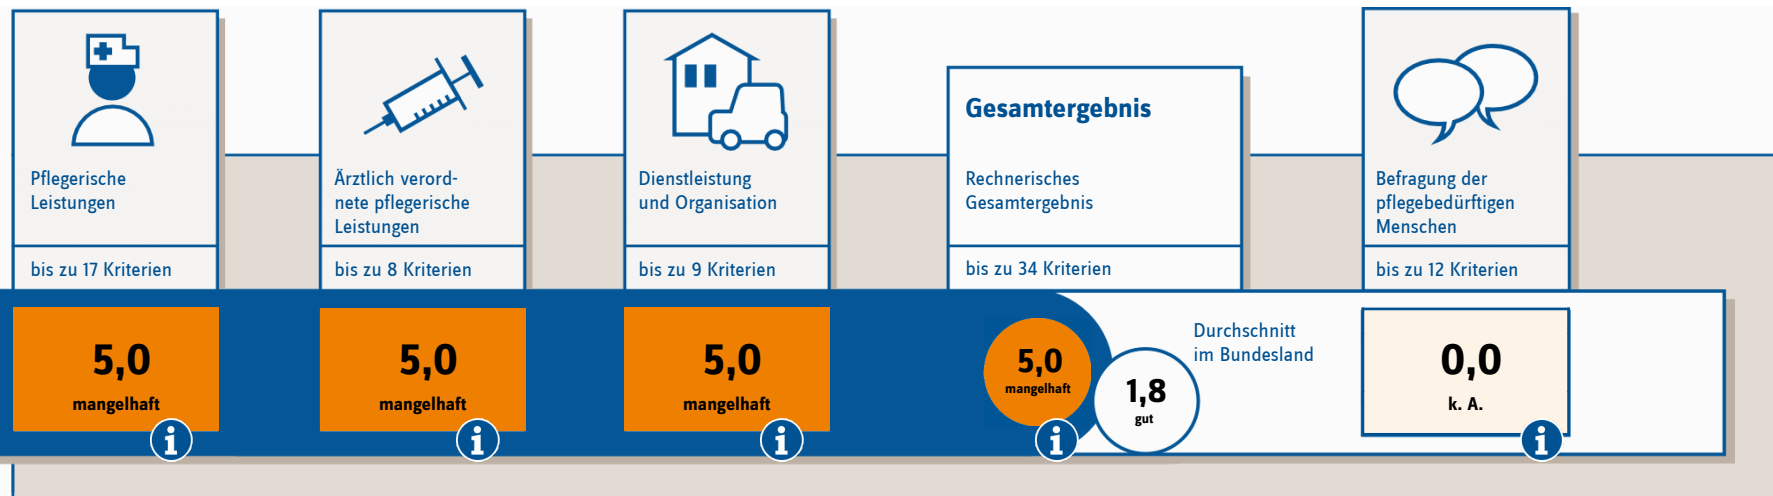 Pflegerische
Leistungen
bis zu 17 Kriterien
5,0
mangelhaft
i
Ärztlich verord-
nete pflegerische
Leistungen
bis zu 8 Kriterien
5,0
mangelhaft
i
Dienstleistung
und Organisation
bis zu 9 Kriterien
5,0
mangelhaft
i
Gesamtergebnis
Rechnerisches
Gesamtergebnis
bis zu 34 Kriterien
5,0
mangelhaft
i
1,8
gut
Durchschnitt
im Bundesland
Befragung der
pflegebedürftigen
Menschen
bis zu 12 Kriterien
0,0
k. A.
i